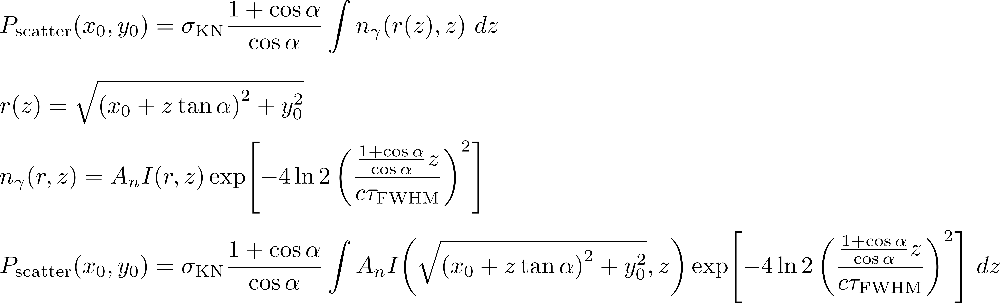 $P_{\text{scatter}}(x_0, y_0) = \sigma_{\text{KN}} \frac{1 + \cos\alpha}{\cos\alpha} \int n_\gamma(r(z), z) \ dz$
$r(z) = \sqrt{(x_0 + z\tan\alpha)^2 + y_0^2}$
$n_\gamma(r, z) = A_n I(r, z) \exp\left[-4\ln 2 \left(\frac{\frac{1+\cos\alpha}{\cos\alpha} z}{c\tau_{\text{FWHM}}}\right)^2\right]$
$P_{\text{scatter}}(x_0, y_0) = \sigma_{\text{KN}} \frac{1 + \cos\alpha}{\cos\alpha} \int A_n I\left(\sqrt{(x_0 + z\tan\alpha)^2 + y_0^2}, z\right) \exp\left[-4\ln 2 \left(\frac{\frac{1+\cos\alpha}{\cos\alpha} z}{c\tau_{\text{FWHM}}}\right)^2\right] \ dz$